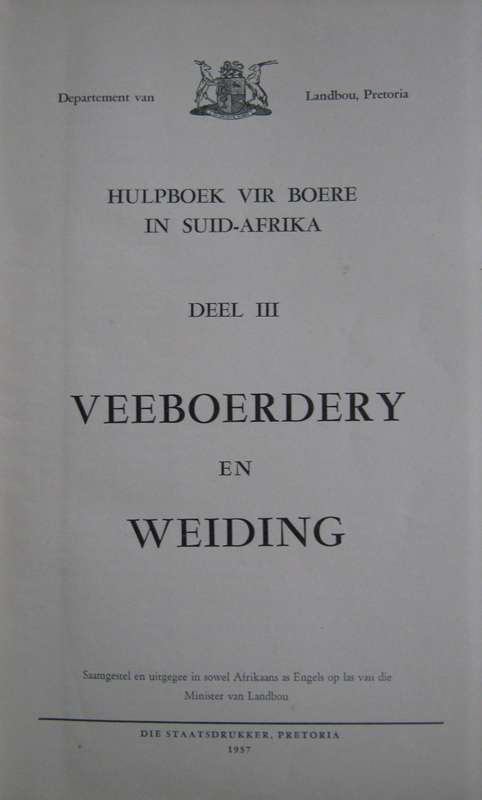 Departement van Landbou, Pretoria
HULPBOEK VIR BOERE
IN SUID-AFRIKA
DEEL III
VEEBOERDERY
EN
WEIDING
Saamgestel en uitgegee in sowel Afrikaans as Engels op las van die
Minister van Landbou
DIE STAATSDRUKKER, PRETORIA
1957